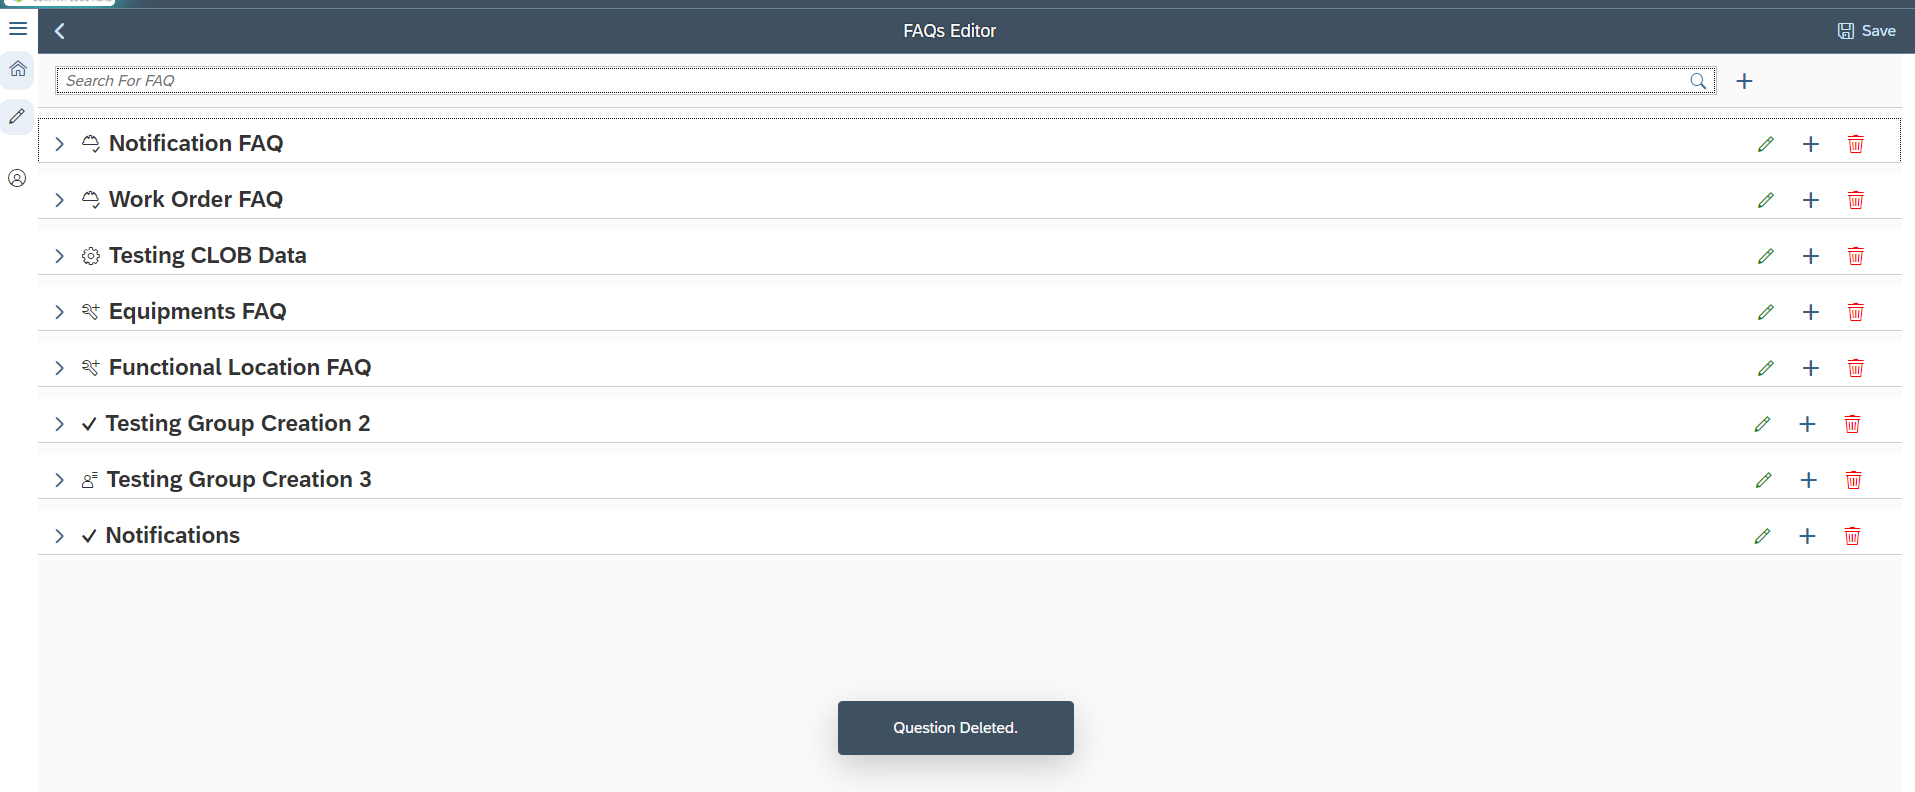 FAQs Editor
Save
Search For FAQ
Notification FAQ
Work Order FAQ
Testing CLOB Data
Equipments FAQ
Functional Location FAQ
Testing Group Creation 2
Testing Group Creation 3
Notifications
Question Deleted.